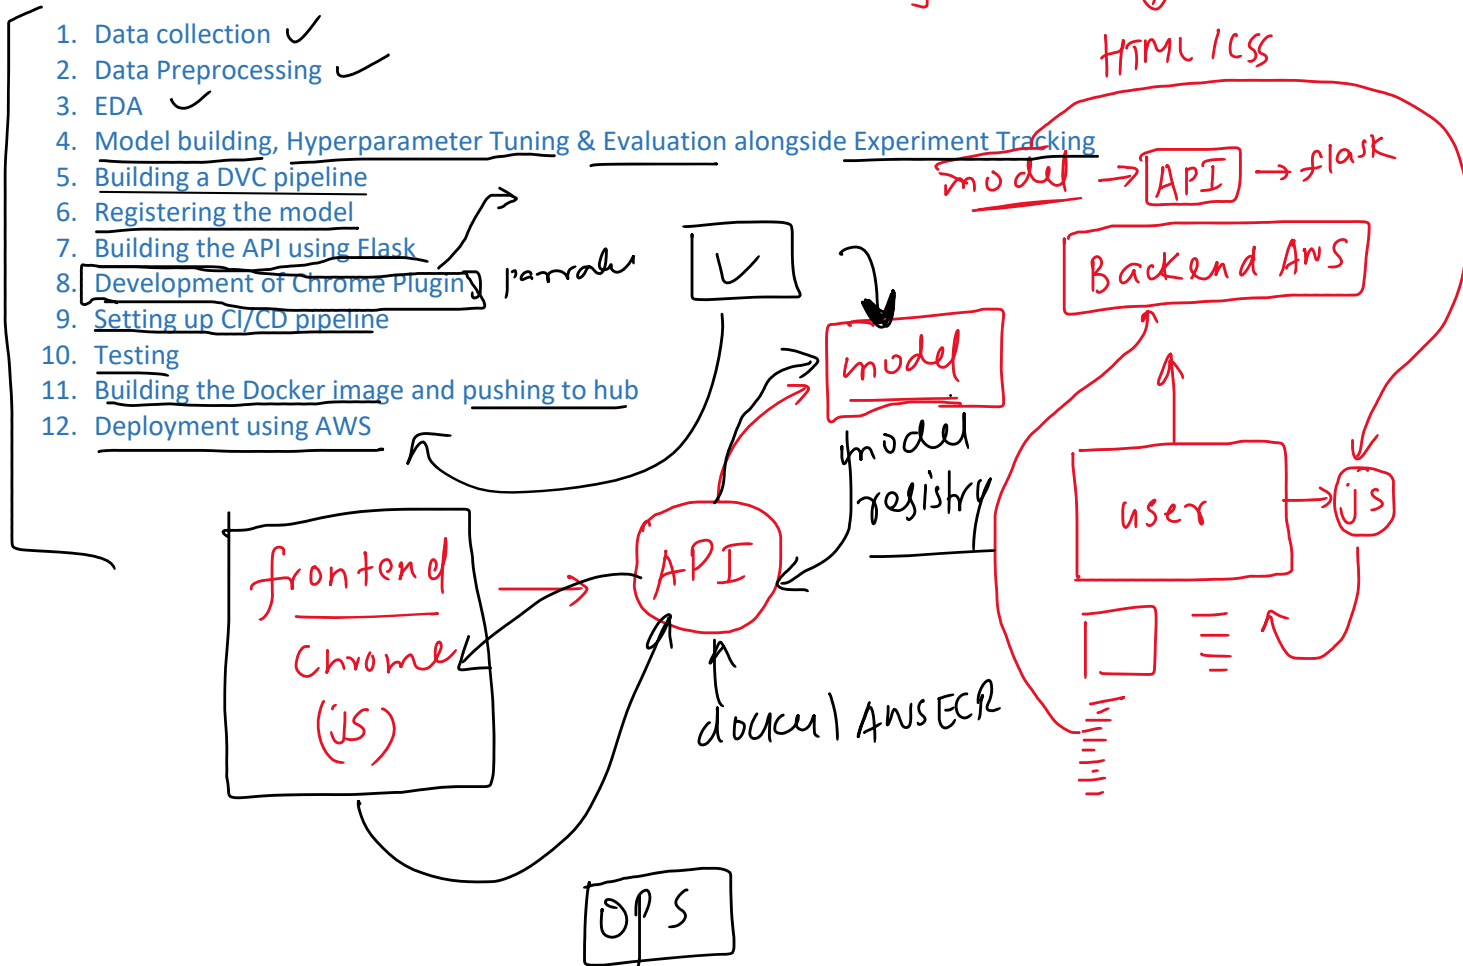 1. Data collection
2. Data Preprocessing
3. EDA
4. Model building, Hyperparameter Tuning & Evaluation alongside Experiment Tracking
5. Building a DVC pipeline
6. Registering the model
7. Building the API using Flask
8. Development of Chrome Plugin
9. Setting up CI/CD pipeline
10. Testing
11. Building the Docker image and pushing to hub
12. Deployment using AWS
HTML/CSS
model → API → flask
Backend AWS
model
model
registry
user
js
frontend
Chrome
(js)
API
AWS ECR
OPS